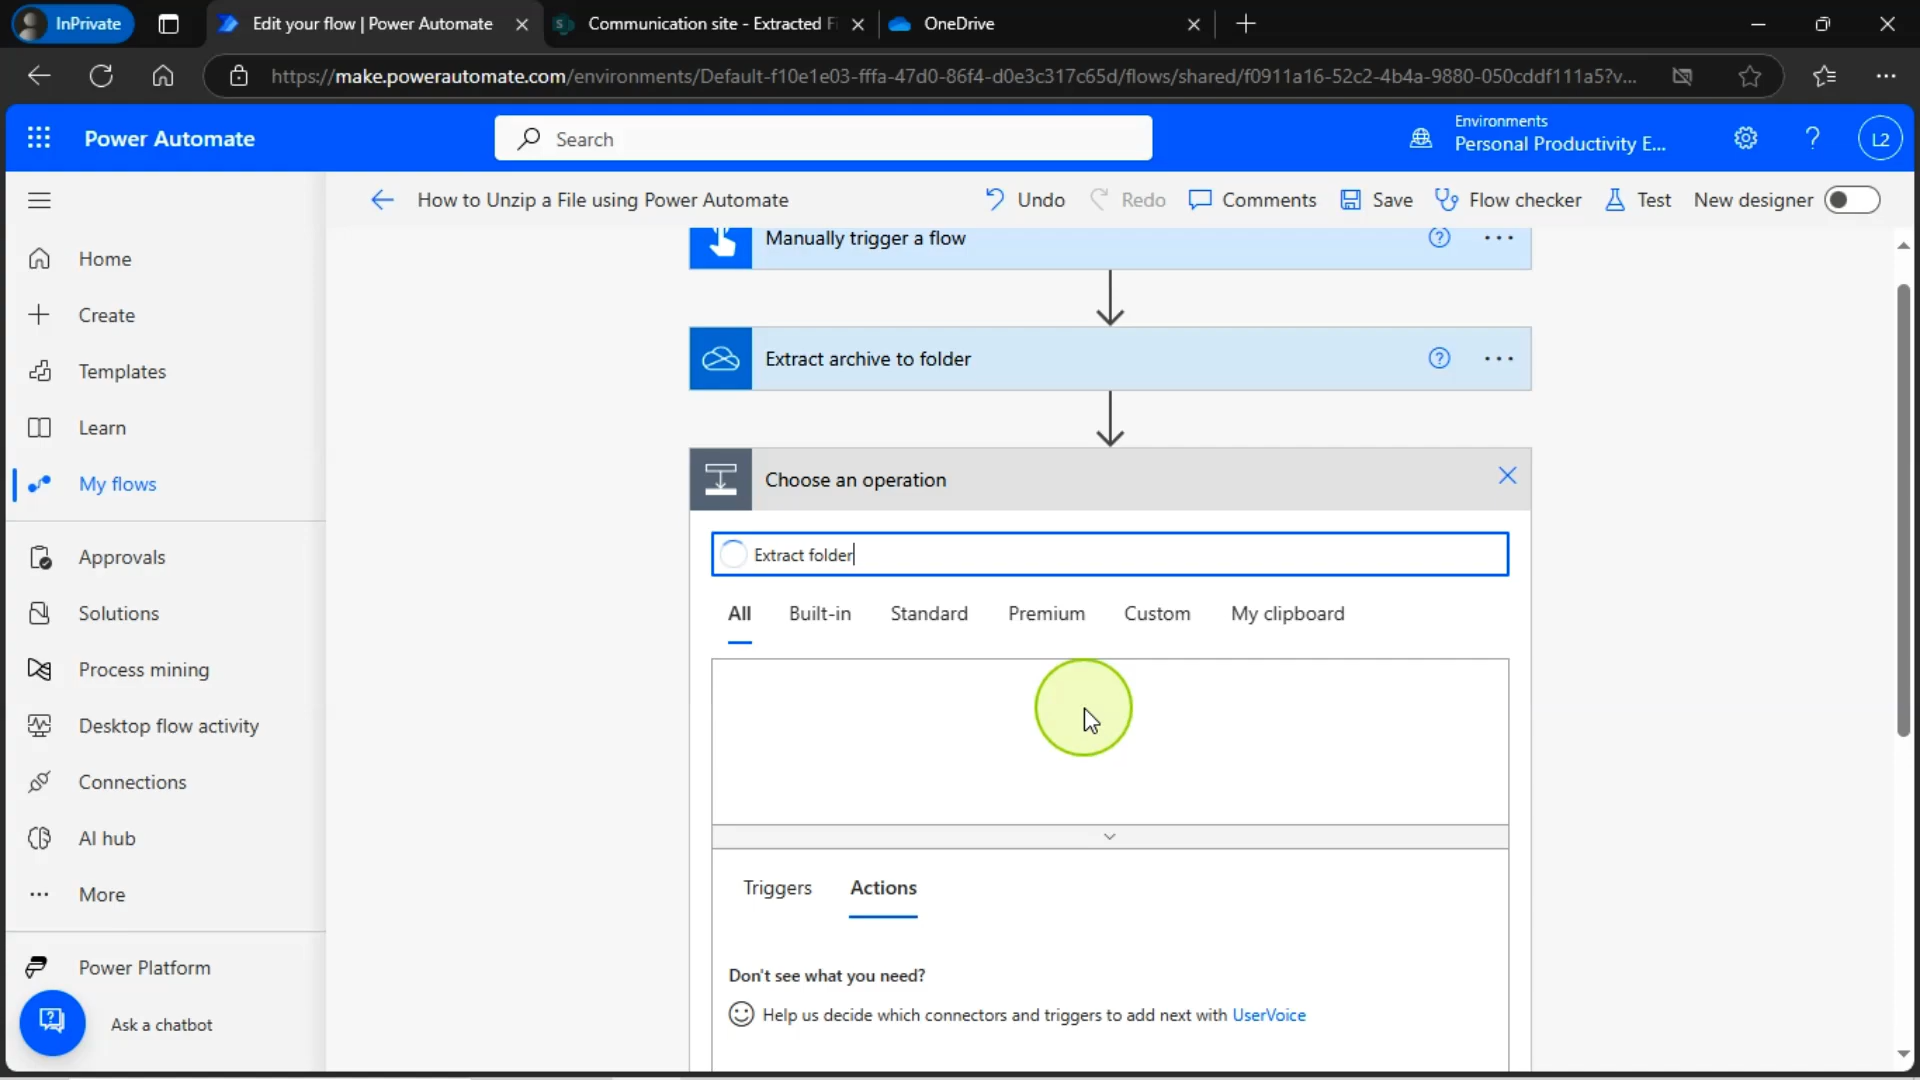 InPrivate
Edit your flow | Power Automate
Communication site - Extracted Fi
OneDrive
https://make.powerautomate.com/environments/Default-f10e1e03-fffa-47d0-86f4-d0e3c317c65d/flows/shared/f0911a16-52c2-4b4a-9880-050cddf111a5?v...
Power Automate
Search
Environments
Personal Productivity E...
L2
How to Unzip a File using Power Automate
Undo
Redo
Comments
Save
Flow checker
Test
New designer
Home
Create
Templates
Learn
My flows
Approvals
Solutions
Process mining
Desktop flow activity
Connections
AI hub
More
Power Platform
Ask a chatbot
Manually trigger a flow
Extract archive to folder
Choose an operation
Extract folder
All Built-in Standard Premium Custom My clipboard
Triggers Actions
Don't see what you need?
Help us decide which connectors and triggers to add next with UserVoice